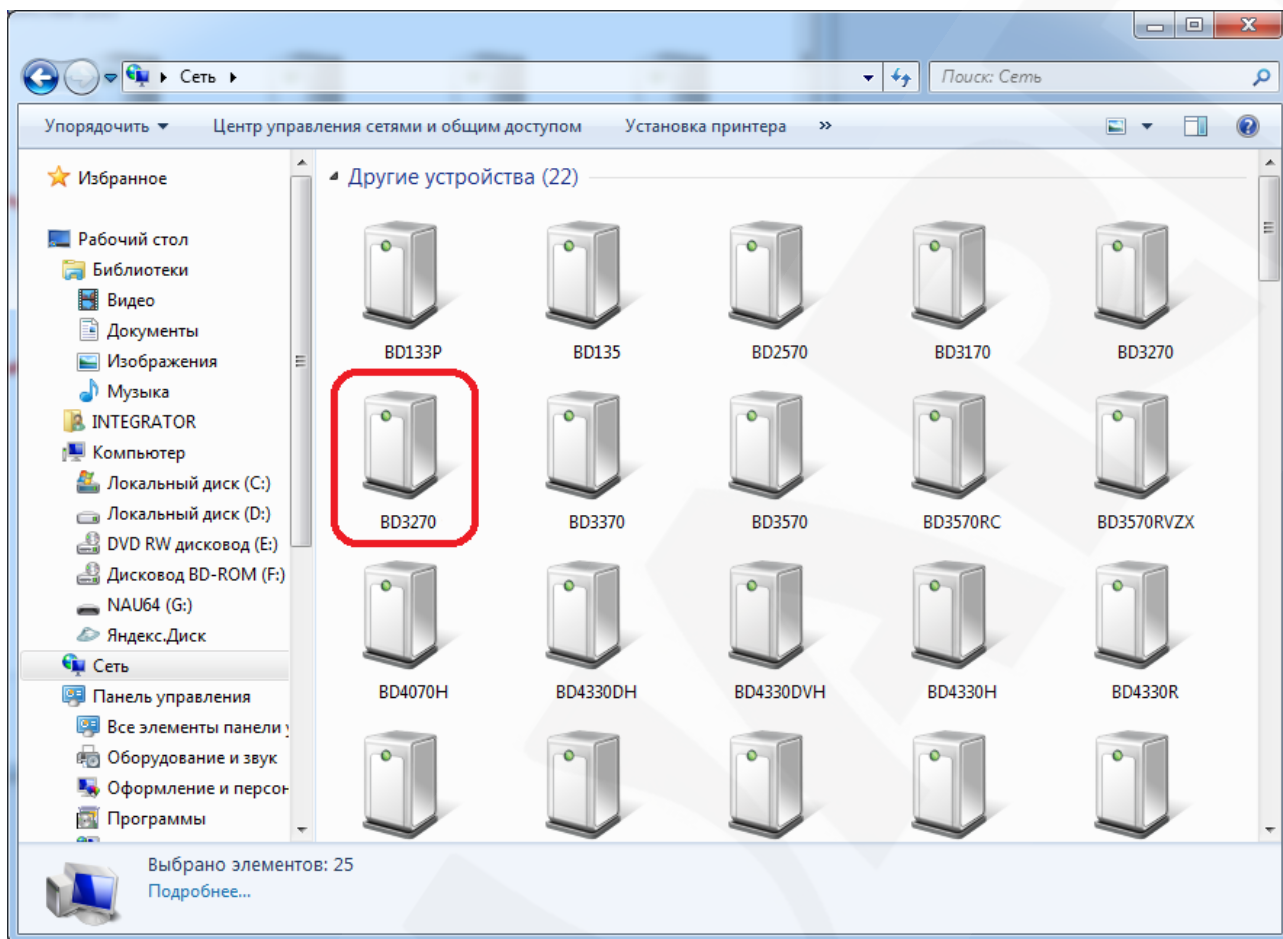 Сеть
Поиск: Сеть
Упорядочить Центр управления сетями и общим доступом Установка принтера »
Избранное
Рабочий стол
Библиотеки
Видео
Документы
Изображения
Музыка
INTEGRATOR
Компьютер
Локальный диск (C:)
Локальный диск (D:)
DVD RW дисковод (E:)
Дисковод BD-ROM (F:)
NAU64 (G:)
Яндекс.Диск
Сеть
Панель управления
Все элементы панели
Оборудование и звук
Оформление и персон
Программы
Другие устройства (22)
BD133P BD135 BD2570 BD3170 BD3270
BD3270 BD3370 BD3570 BD3570RC BD3570RVZX
BD4070H BD4330DH BD4330DVH BD4330H BD4330R
Выбрано элементов: 25
Подробнее...